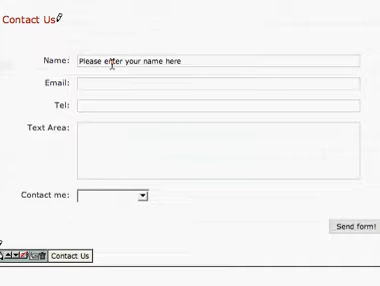 Contact Us
Name: Please enter your name here
Email:
Tel:
Text Area:
Contact me:
Send form!
Contact Us